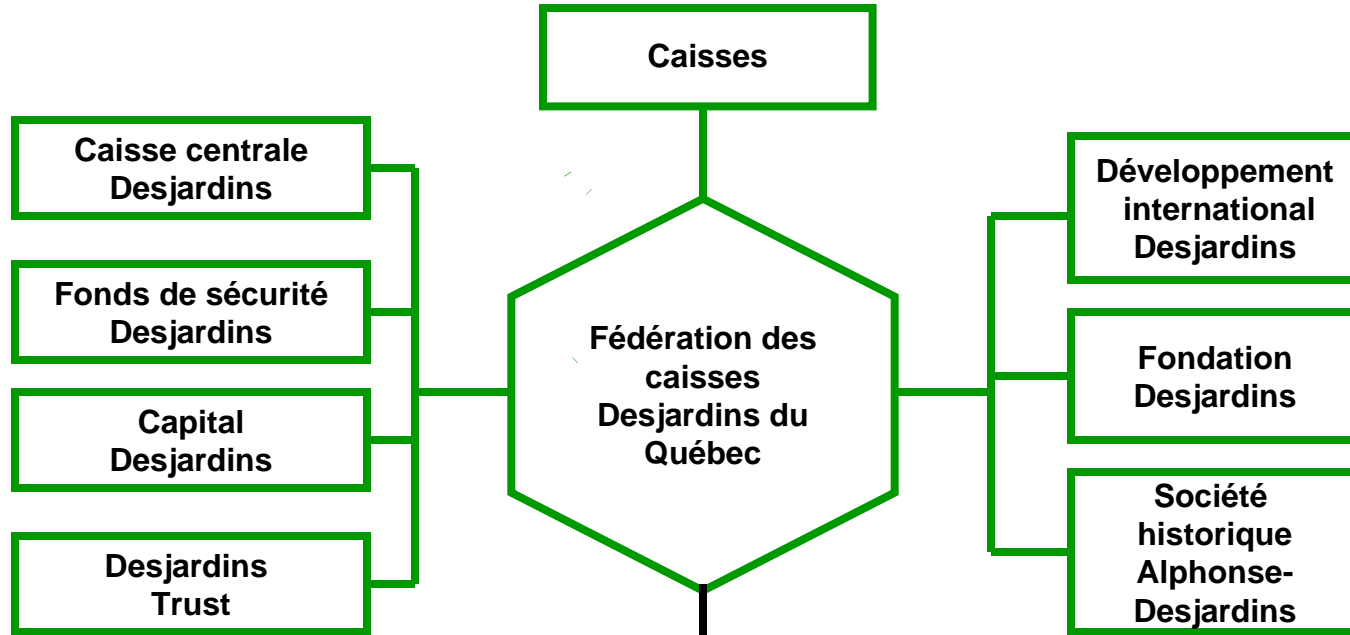 Caisses
Caisse centrale
Desjardins
Fonds de sécurité
Desjardins
Capital
Desjardins
Desjardins
Trust
Fédération des
caisses
Desjardins du
Québec
Développement
international
Desjardins
Fondation
Desjardins
Société
historique
Alphonse-
Desjardins